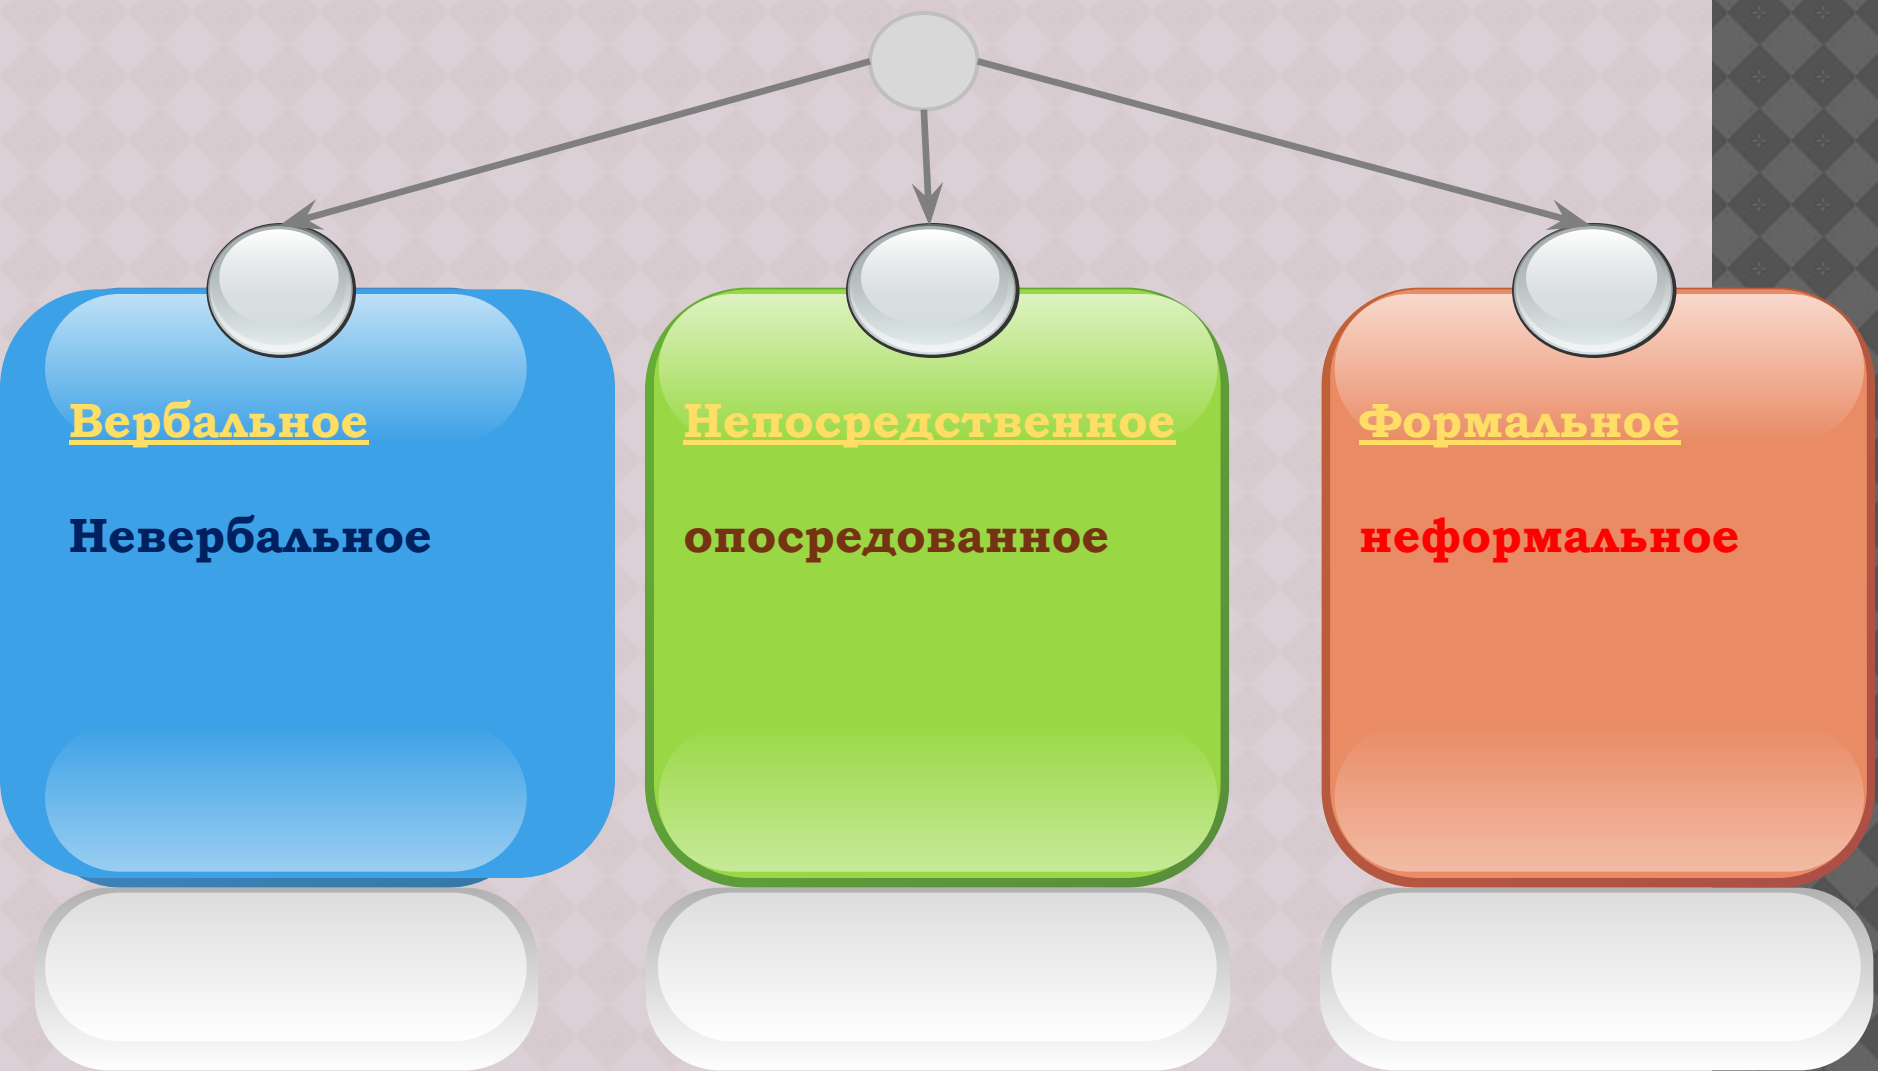 Вербальное
Невербальное
Непосредственное
опосредованное
Формальное
неформальное